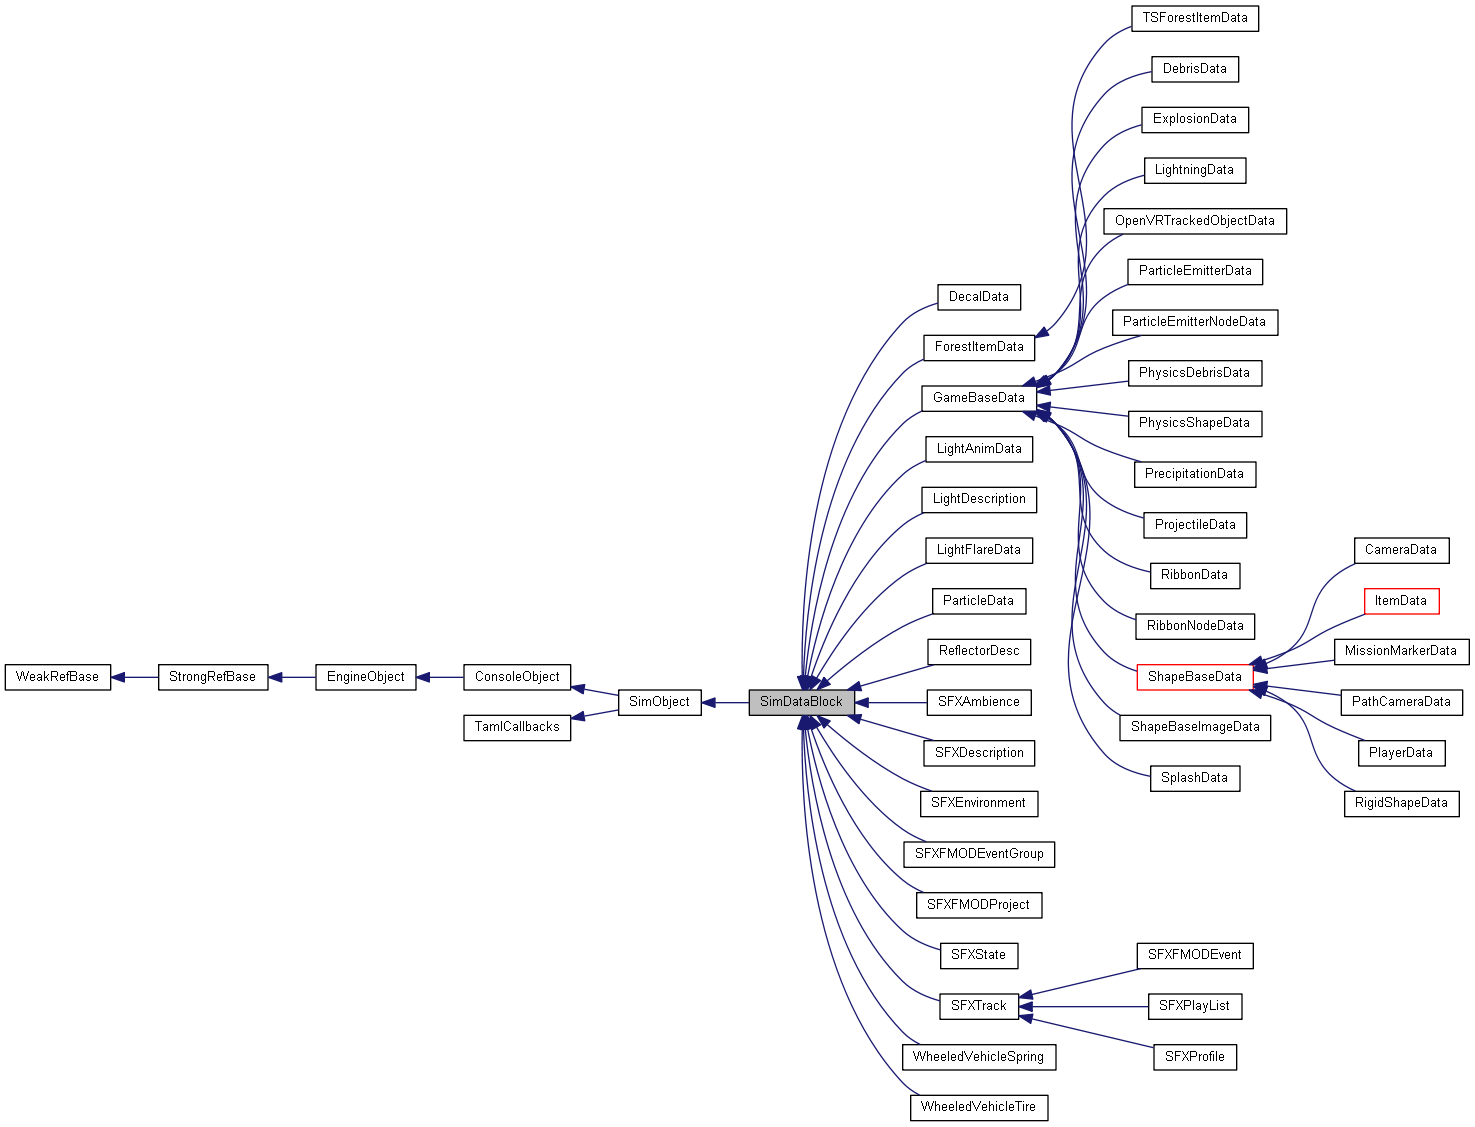 WeakRefBase
StrongRefBase
EngineObject
ConsoleObject
TamlCallbacks
SimObject
SimDataBlock
DecalData
ForestItemData
GameBaseData
LightAnimData
LightDescription
LightFlareData
ParticleData
ReflectorDesc
SFXAmbience
SFXDescription
SFXEnvironment
SFXFMODEventGroup
SFXFMODProject
SFXState
SFXTrack
WheeledVehicleSpring
WheeledVehicleTire
TSForestItemData
DebrisData
ExplosionData
LightningData
OpenVRTrackedObjectData
ParticleEmitterData
ParticleEmitterNodeData
PhysicsDebrisData
PhysicsShapeData
PrecipitationData
ProjectileData
RibbonData
RibbonNodeData
ShapeBaseData
ShapeBaseImageData
SplashData
SFXFMODEvent
SFXPlayList
SFXProfile
CameraData
ItemData
MissionMarkerData
PathCameraData
PlayerData
RigidShapeData